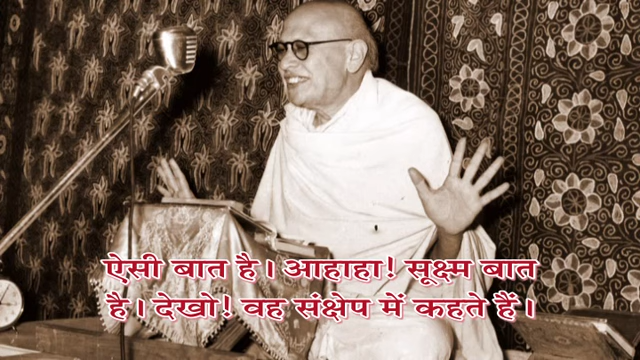 ऐसी बात है। आहाहा! सूक्ष्म बात
है। देखो! वह संक्षेप में कहते हैं।